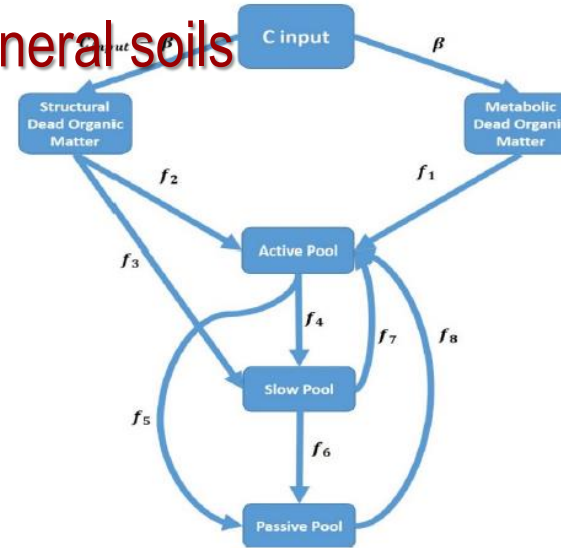 neral soils
C input
β
β
Structural
Dead Organic
Matter
Metabolic
Dead Organi
Matter
f₂
f₁
Active Pool
f₃
f₄
f₇
f₈
Slow Pool
f₅
f₆
Passive Pool